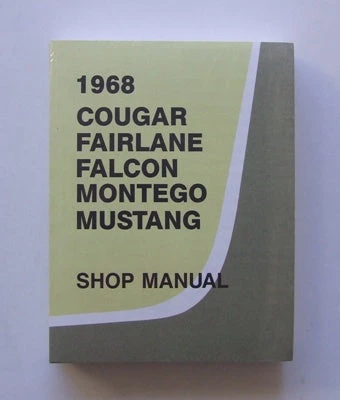 1968
COUGAR
FAIRLANE
FALCON
MONTEGO
MUSTANG
SHOP MANUAL